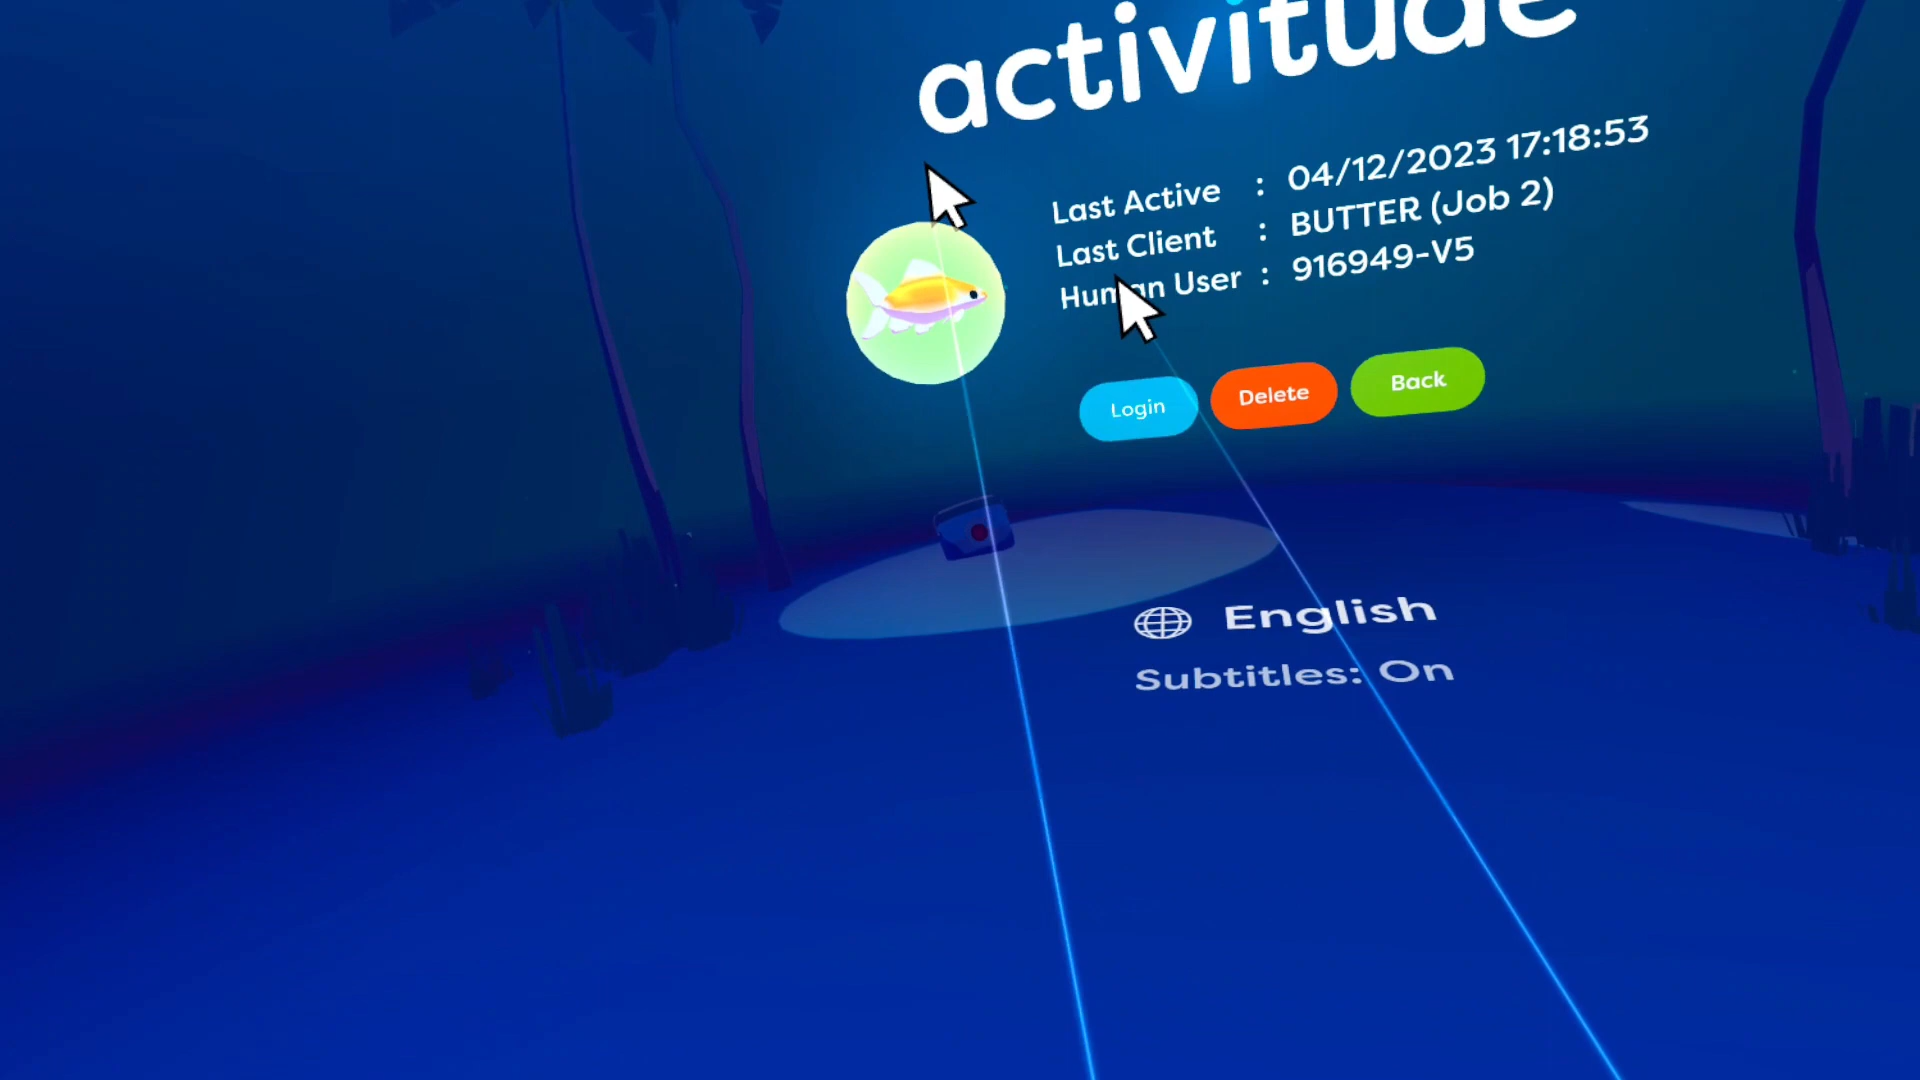 activitude
Last Active : 04/12/2023 17:18:53
Last Client : BUTTER (Job 2)
Human User : 916949-V5
Login Delete Back
English
Subtitles: On